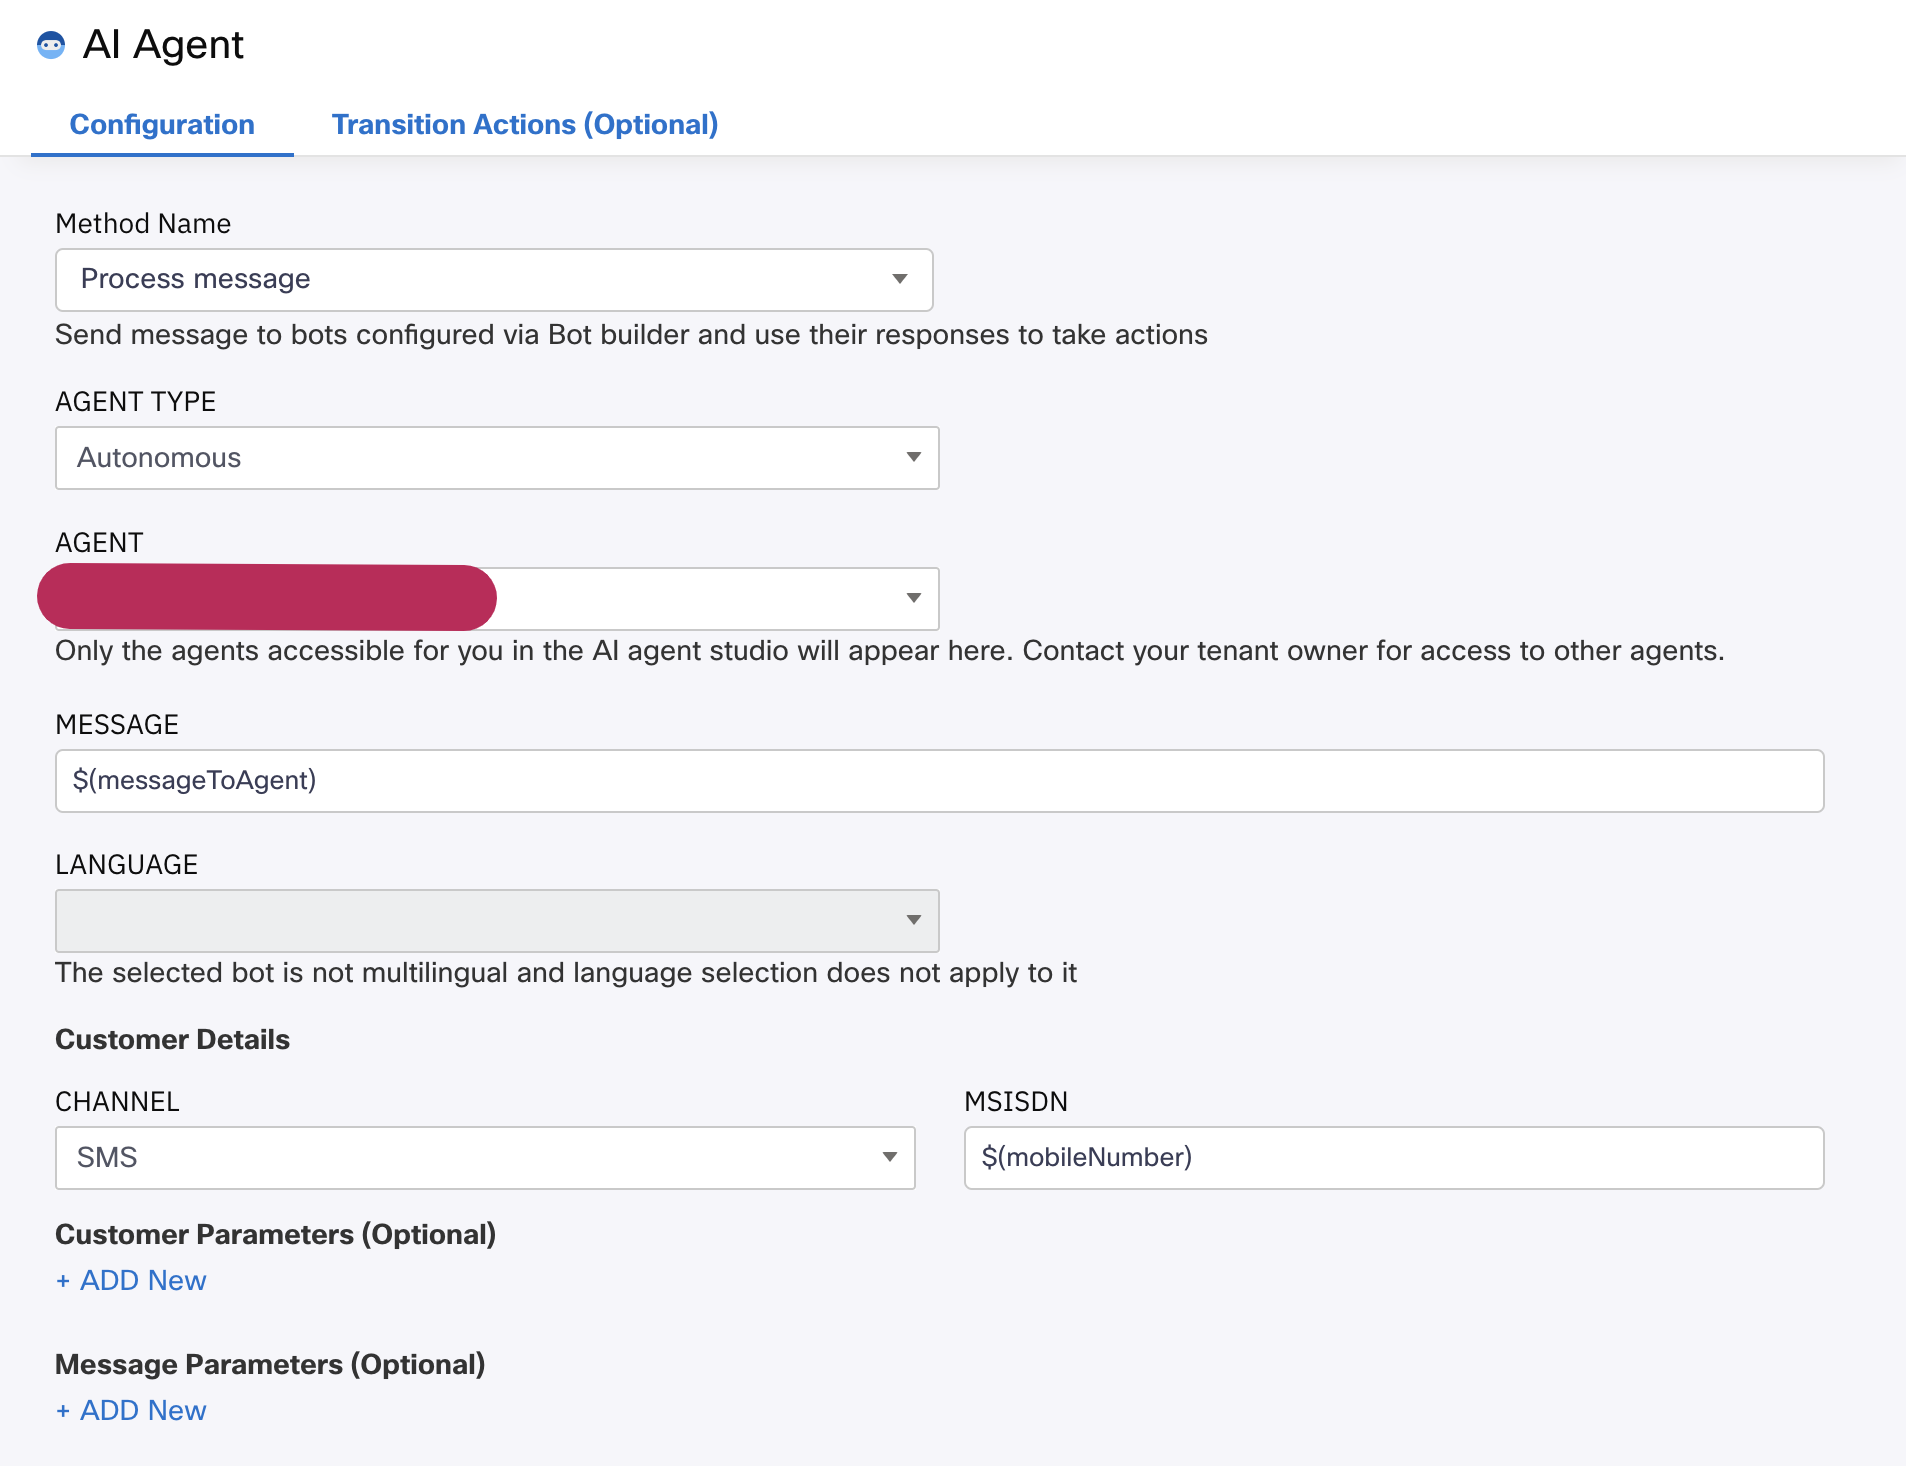 AI Agent
Configuration
Transition Actions (Optional)
Method Name
Process message
Send message to bots configured via Bot builder and use their responses to take actions
AGENT TYPE
Autonomous
AGENT
Only the agents accessible for you in the AI agent studio will appear here. Contact your tenant owner for access to other agents.
MESSAGE
$(messageToAgent)
LANGUAGE
The selected bot is not multilingual and language selection does not apply to it
Customer Details
CHANNEL
SMS
MSISDN
$(mobileNumber)
Customer Parameters (Optional)
+ ADD New
Message Parameters (Optional)
+ ADD New